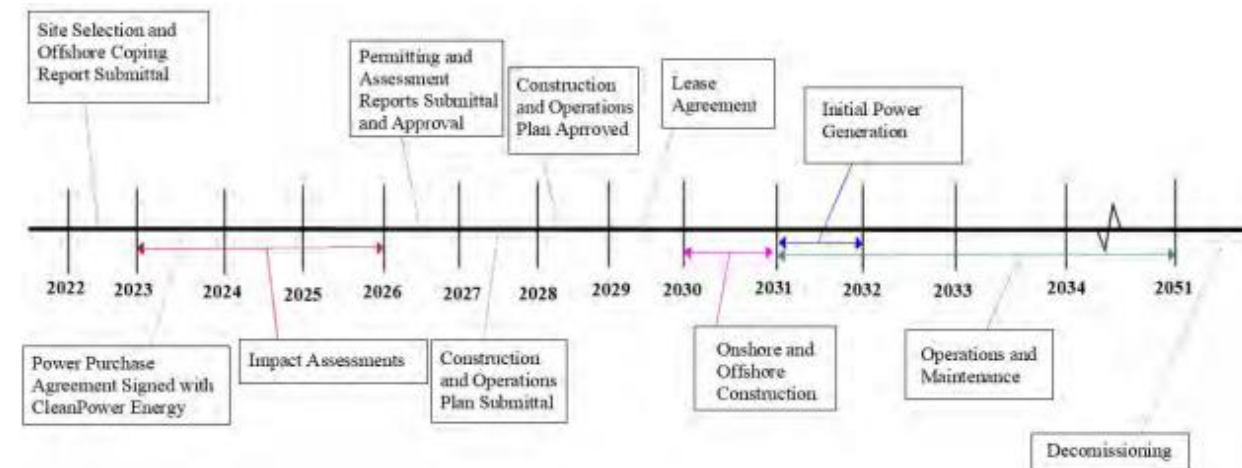 Site Selection and
Offshore Coping
Report Submittal
Permitting and
Assessment
Reports Submittal
and Approval
Construction
and Operations
Plan Aprroved
Lease
Agreement
Initial Power
Generation
2022 2023 2024 2025 2026 2027 2028 2029 2030 2031 2032 2033 2034 2051
Power Purchase
Agreement Signed with
CleanPower Energy
Impact Assessments
Construction
and Operations
Plan Submittal
Onshore and
Offshore
Construction
Operations and
Maintenance
Decomissioning